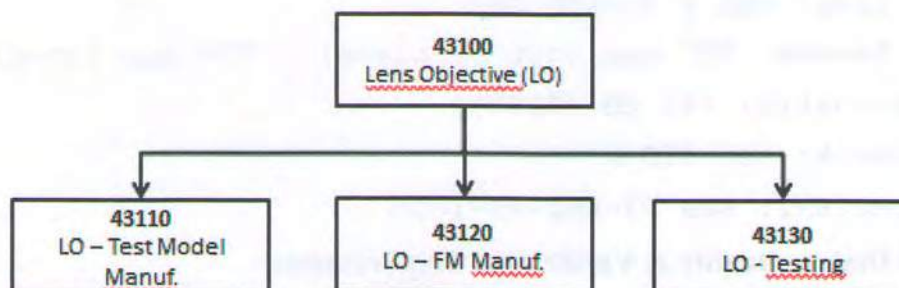 43100
Lens Objective (LO)
43110
LO – Test Model
Manuf.
43120
LO - FM Manuf.
43130
LO - Testing